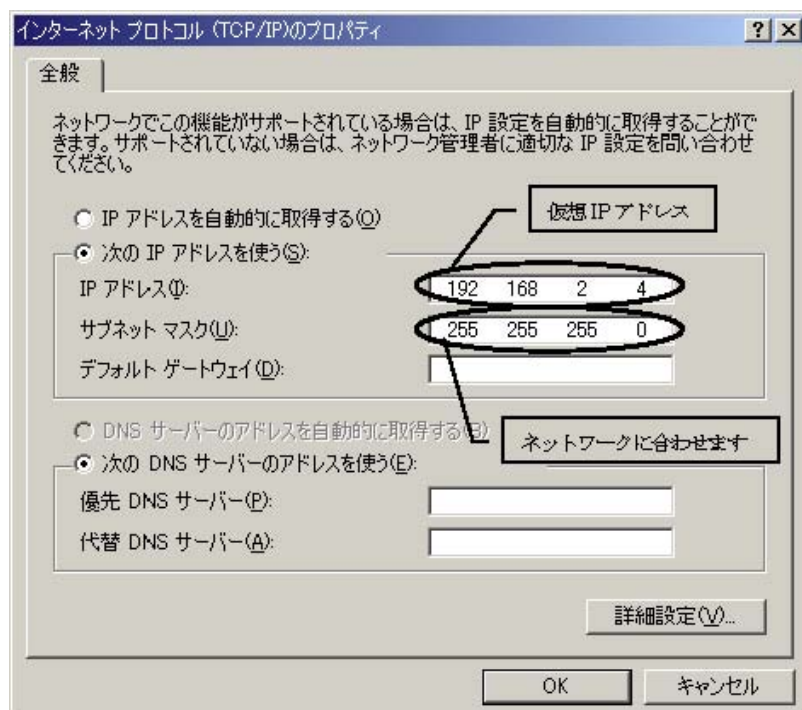 インターネット プロトコル (TCP/IP)のプロパティ
全般
ネットワークでこの機能がサポートされている場合は、IP 設定を自動的に取得することがで
きます。サポートされていない場合は、ネットワーク管理者に適切な IP 設定を問い合わせ
てください。
IP アドレスを自動的に取得する(O)
仮想IPアドレス
次の IP アドレスを使う(S):
IP アドレス(I): 192 168 2 4
サブネット マスク(U): 255 255 255 0
デフォルト ゲートウェイ(D):
DNS サーバーのアドレスを自動的に取得する(B)
ネットワークに合わせます
次の DNS サーバーのアドレスを使う(E):
優先 DNS サーバー(P):
代替 DNS サーバー(A):
詳細設定(V)...
OK キャンセル